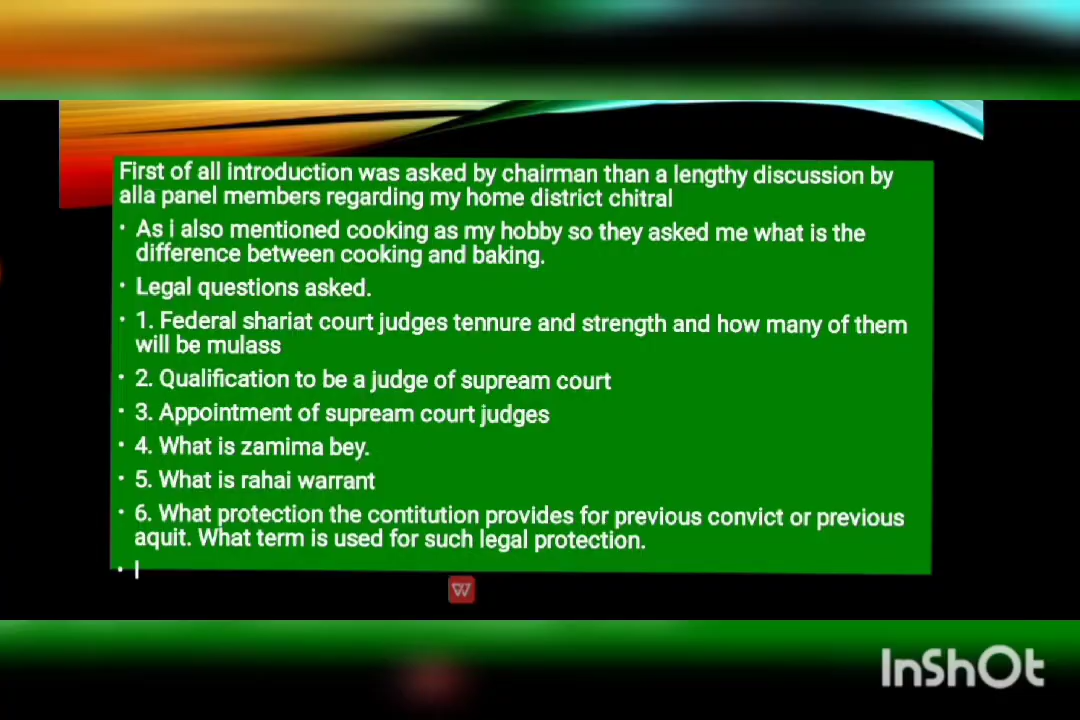 First of all introduction was asked by chairman than a lengthy discussion by
alla panel members regarding my home district chitral
• As i also mentioned cooking as my hobby so they asked me what is the
difference between cooking and baking.
• Legal questions asked.
• 1. Federal shariat court judges tennure and strength and how many of them
will be mulass
• 2. Qualification to be a judge of supream court
• 3. Appointment of supream court judges
• 4. What is zamima bey.
• 5. What is rahai warrant
• 6. What protection the contitution provides for previous convict or previous
aquit. What term is used for such legal protection.
• |
W
InShOt